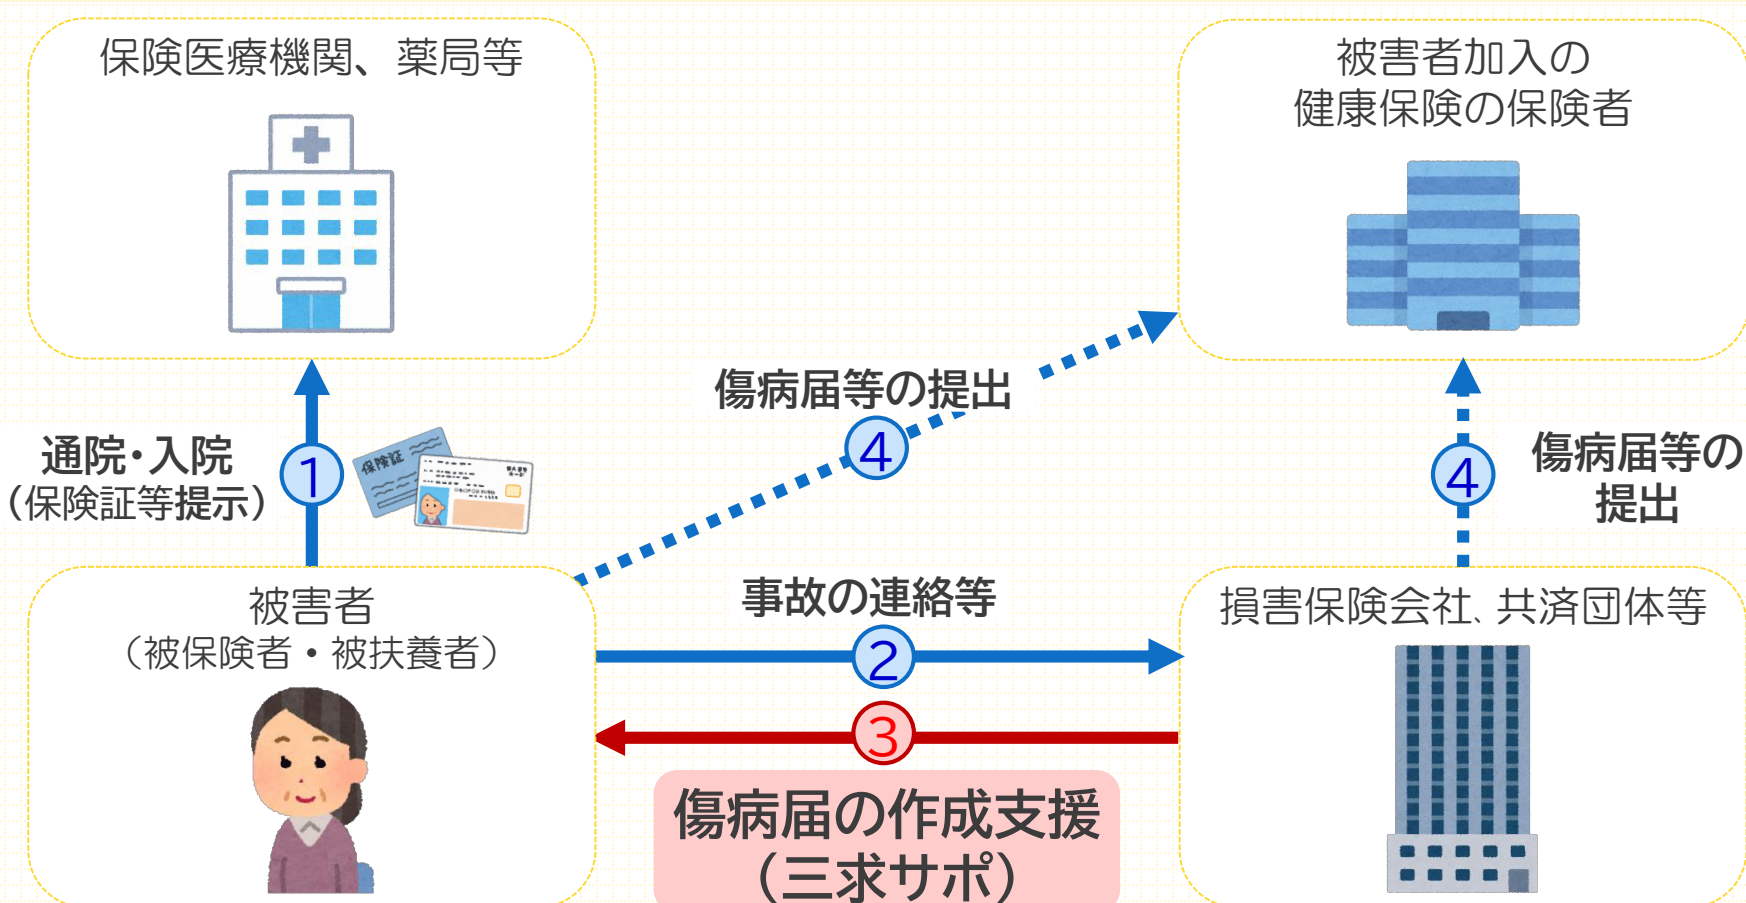 保険医療機関、薬局等
被害者加入の
健康保険の保険者
傷病届等の提出
④
通院・入院
（保険証等提示）
①
保険証
傷病届等の
提出
④
被害者
（被保険者・被扶養者）
事故の連絡等
②
③
傷病届の作成支援
（三求サポ）
損害保険会社、共済団体等